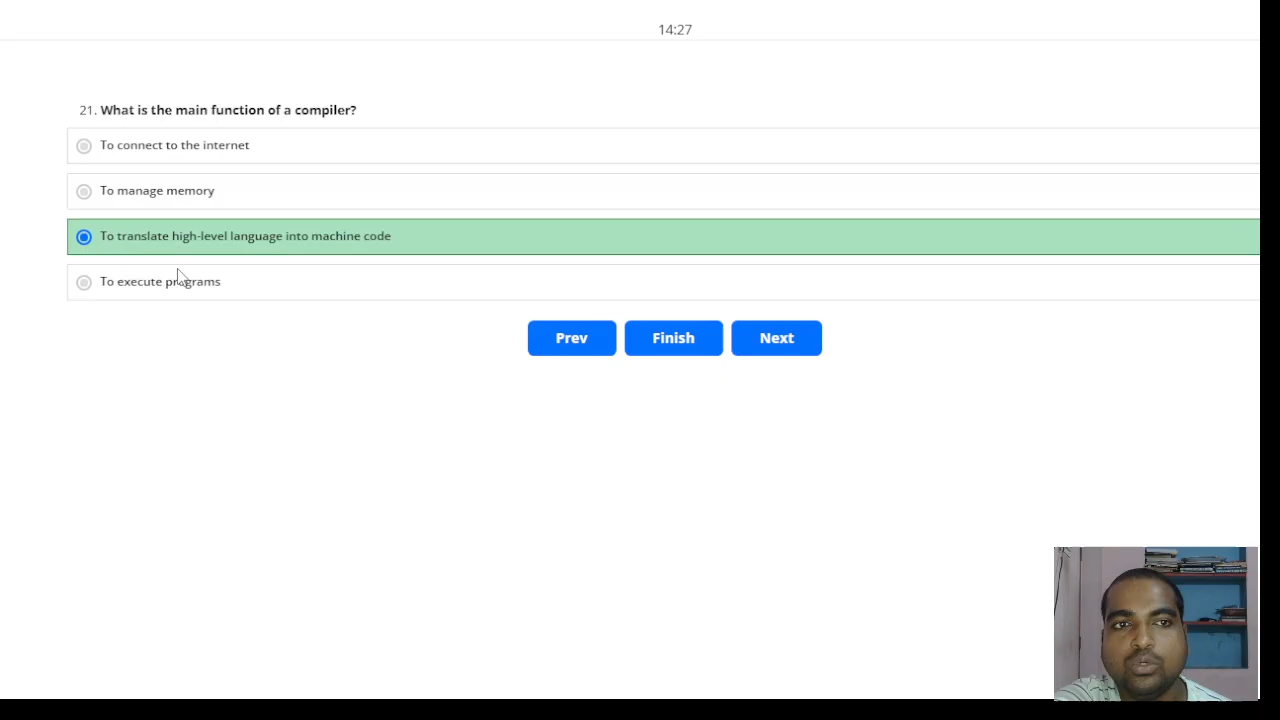 14:27
21. What is the main function of a compiler?
To connect to the internet
To manage memory
To translate high-level language into machine code
To execute programs
Prev Finish Next